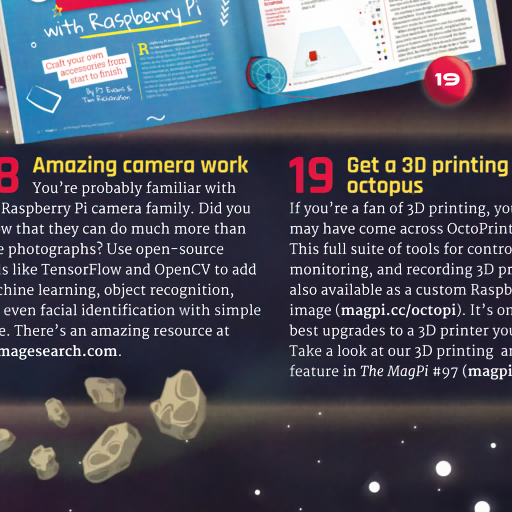 with Raspberry Pi
Craft your own
accessories from
start to finish
By PJ Evans &
Tim Richardson
19
8 Amazing camera work
You're probably familiar with
Raspberry Pi camera family. Did you
w that they can do much more than
e photographs? Use open-source
ls like TensorFlow and OpenCV to add
chine learning, object recognition,
even facial identification with simple
e. There's an amazing resource at
magesearch.com.
19 Get a 3D printing
octopus
If you're a fan of 3D printing, you
may have come across OctoPrint
This full suite of tools for contro
monitoring, and recording 3D pr
also available as a custom Raspb
image (magpi.cc/octopi). It's on
best upgrades to a 3D printer you
Take a look at our 3D printing an
feature in The MagPi #97 (magpi